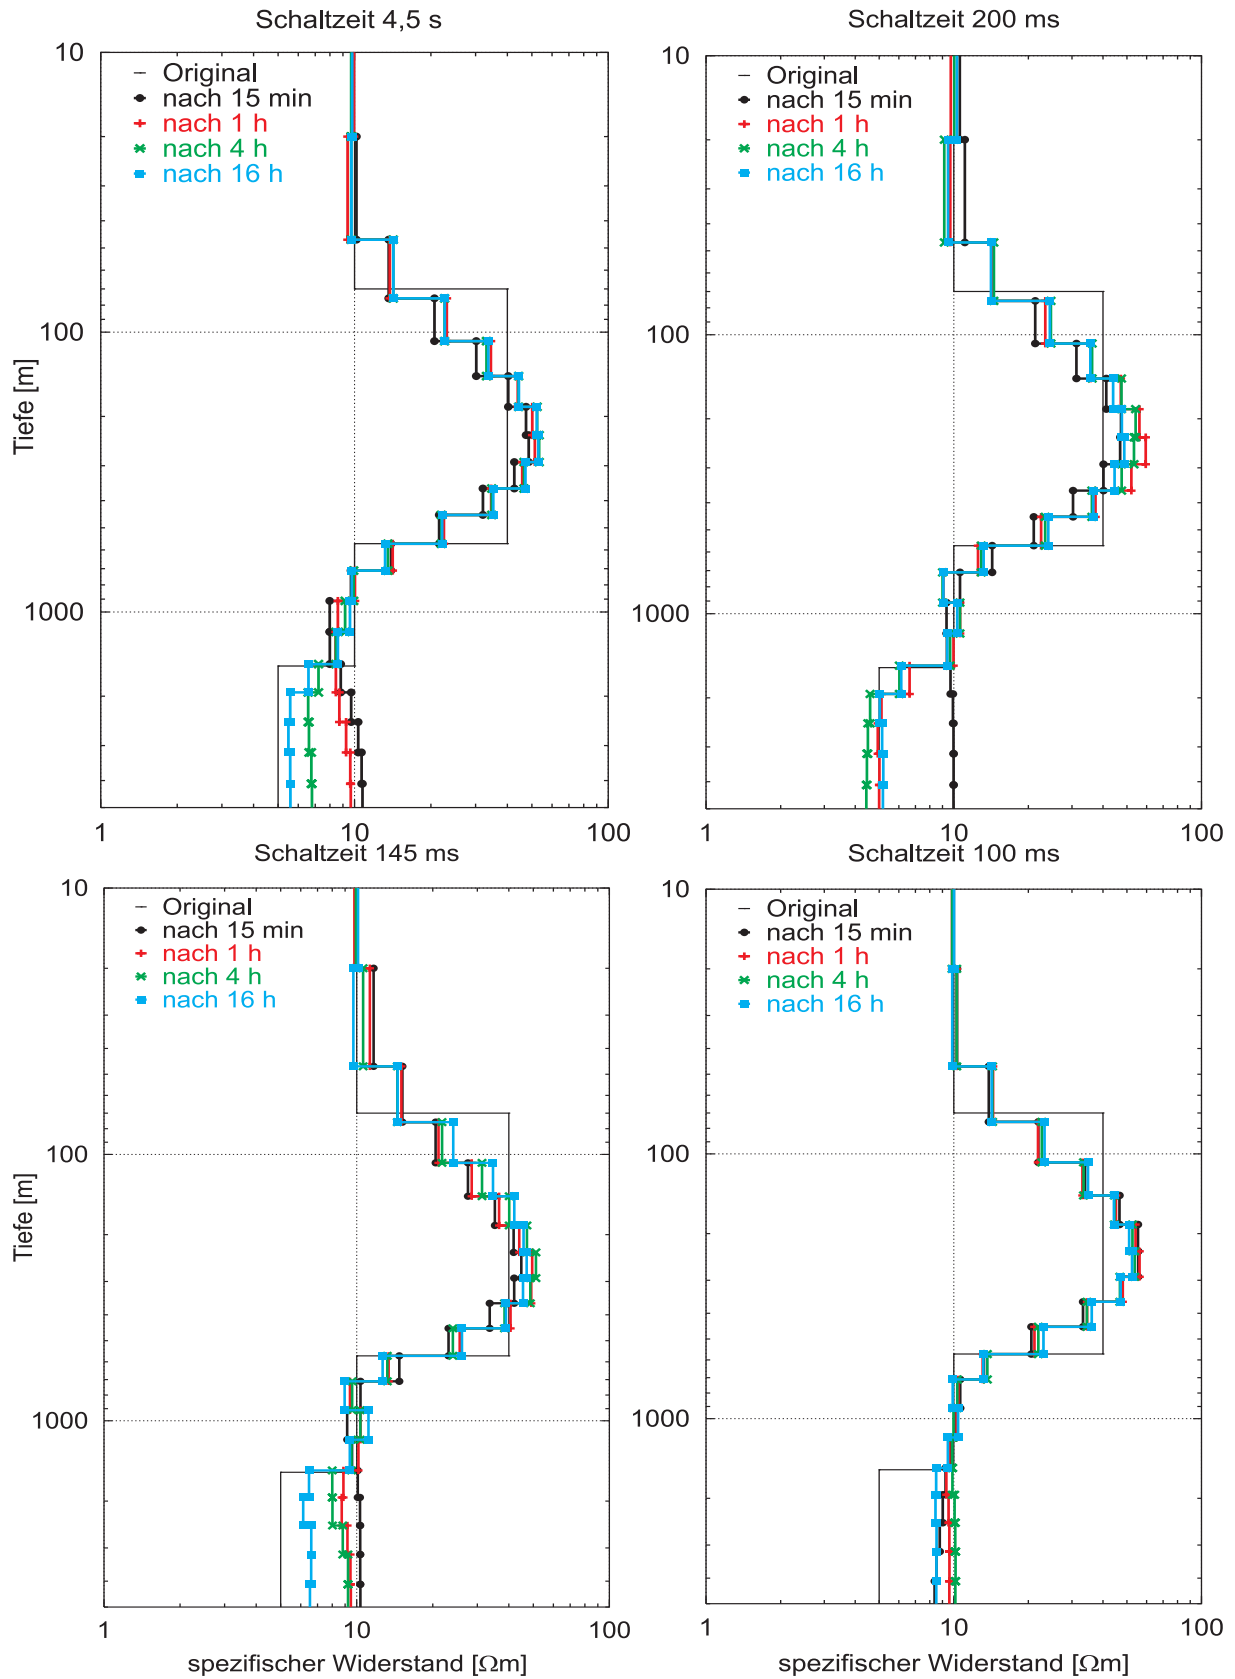 Schaltzeit 4,5 s
10
Original
nach 15 min
nach 1 h
nach 4 h
nach 16 h
100
Tiefe [m]
1000
1 10 100
Schaltzeit 200 ms
10
Original
nach 15 min
nach 1 h
nach 4 h
nach 16 h
100
1000
1 10 100
Schaltzeit 145 ms
10
Original
nach 15 min
nach 1 h
nach 4 h
nach 16 h
100
Tiefe [m]
1000
1 10 100
spezifischer Widerstand [Ωm]
Schaltzeit 100 ms
10
Original
nach 15 min
nach 1 h
nach 4 h
nach 16 h
100
1000
1 10 100
spezifischer Widerstand [Ωm]